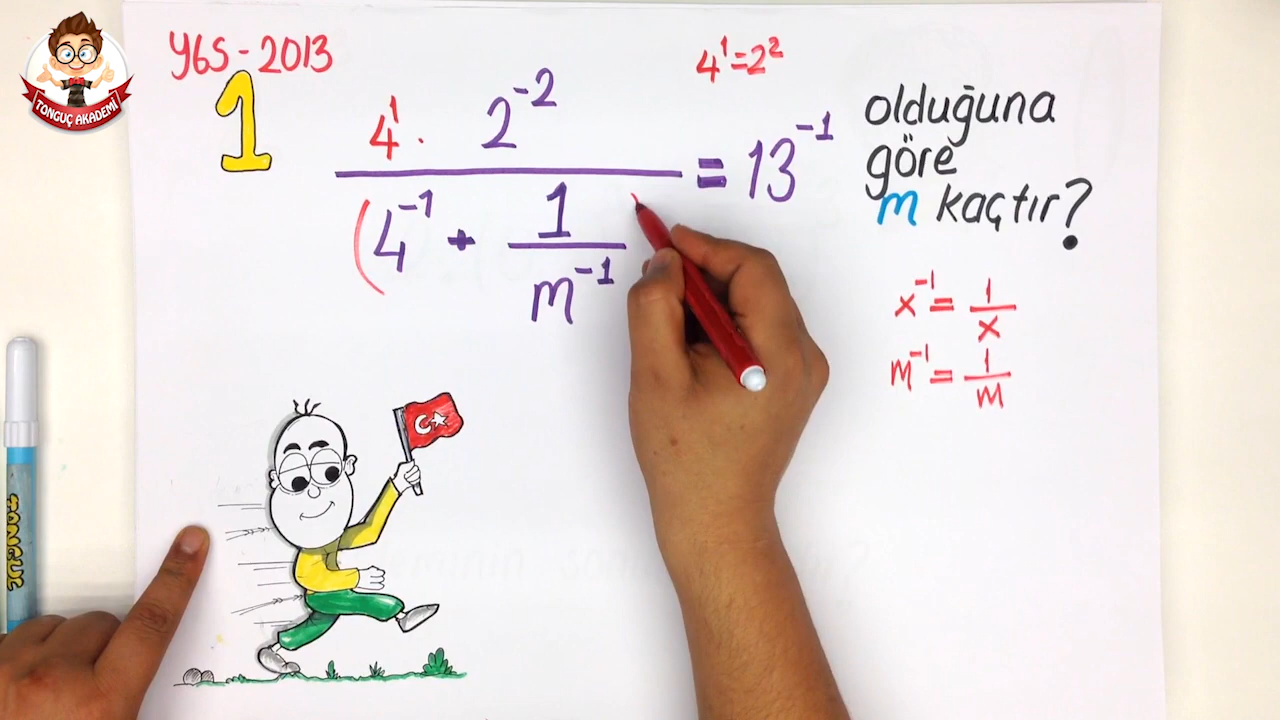 TONGUÇ AKADEMİ
YGS-2013
1
4¹=2²
4¹ · 2⁻²
(4⁻¹ + 1
m⁻¹
= 13⁻¹
olduğuna
göre
m kaçtır?
x⁻¹ = 1
x
m⁻¹ = 1
m
TONGUÇ